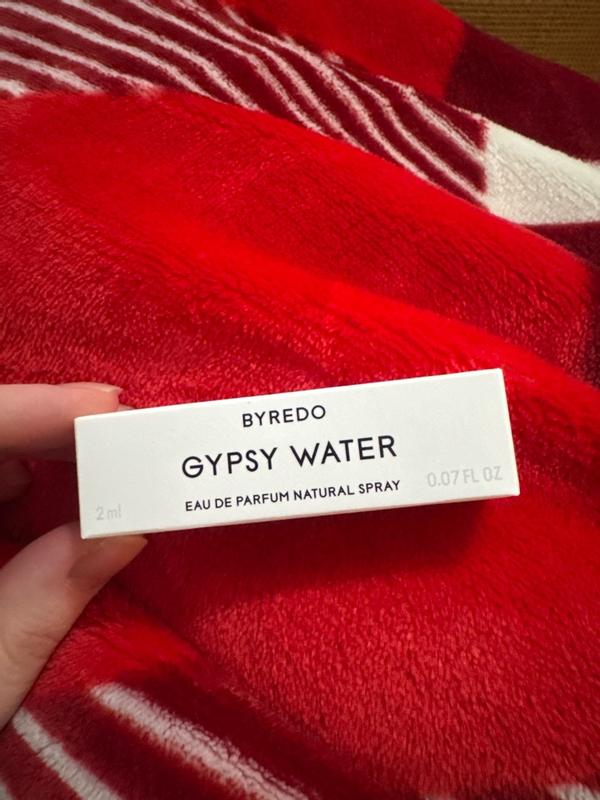 BYREDO
GYPSY WATER
EAU DE PARFUM NATURAL SPRAY
2 ml
0.07 FL OZ